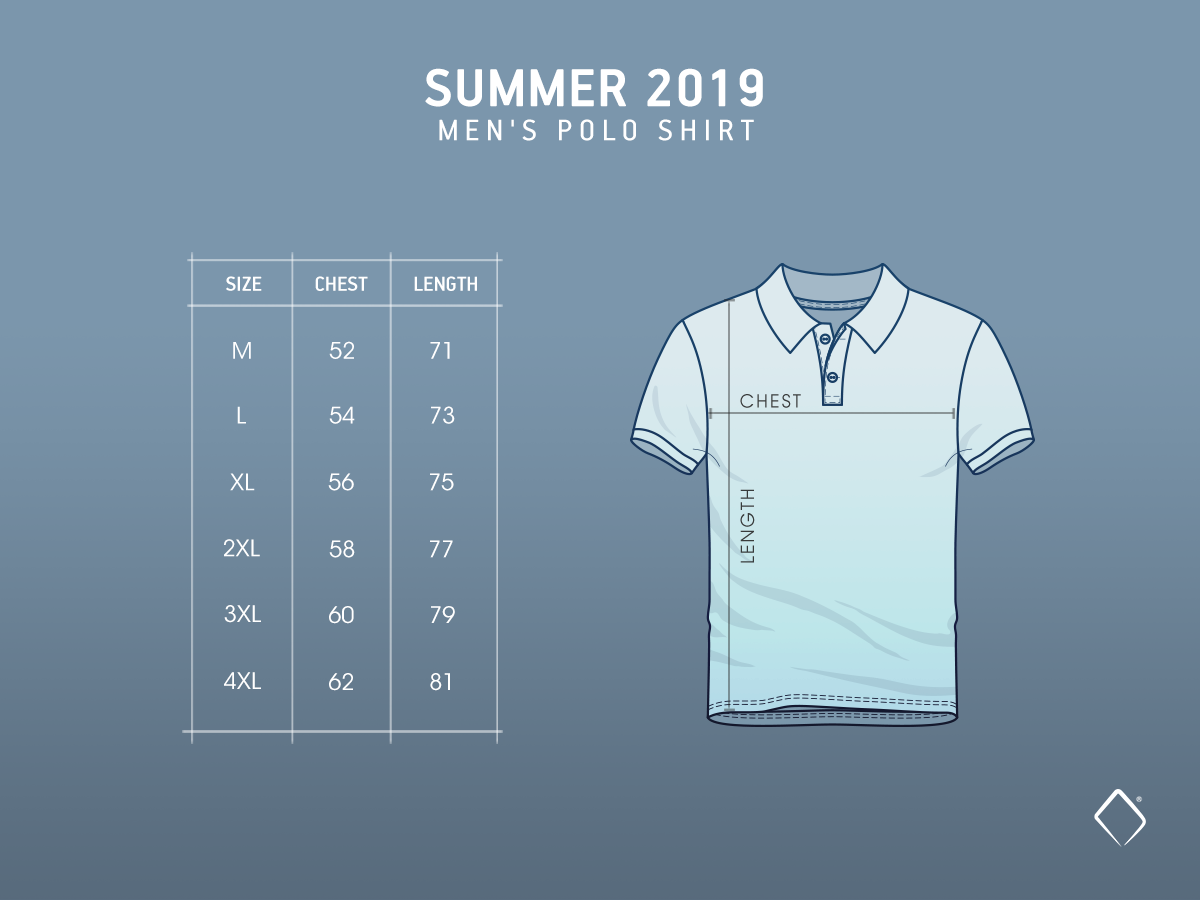 SUMMER 2019
MEN'S POLO SHIRT
SIZE CHEST LENGTH
M 52 71
L 54 73
XL 56 75
2XL 58 77
3XL 60 79
4XL 62 81
CHEST
LENGTH
®